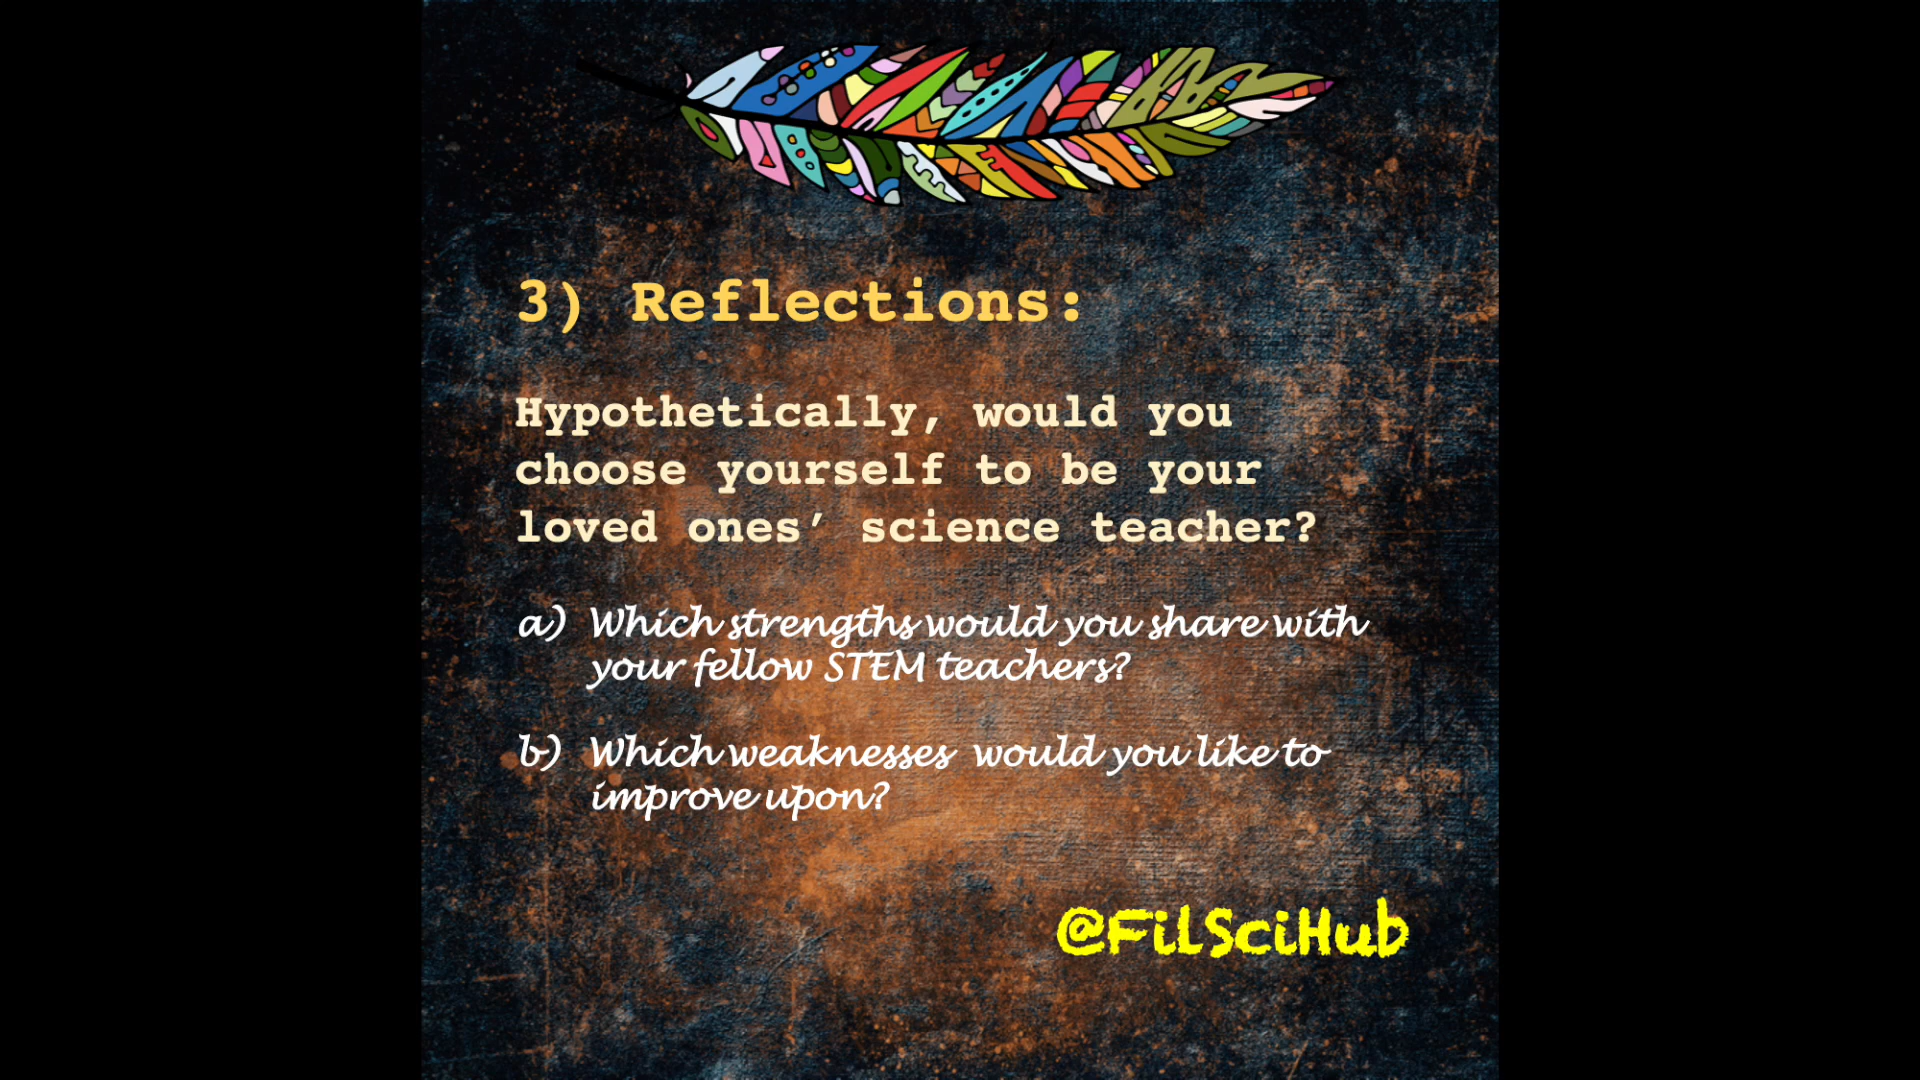 3) Reflections:
Hypothetically, would you
choose yourself to be your
loved ones’ science teacher?
a) Which strengths would you share with
your fellow STEM teachers?
b) Which weaknesses would you like to
improve upon?
@FilSciHub